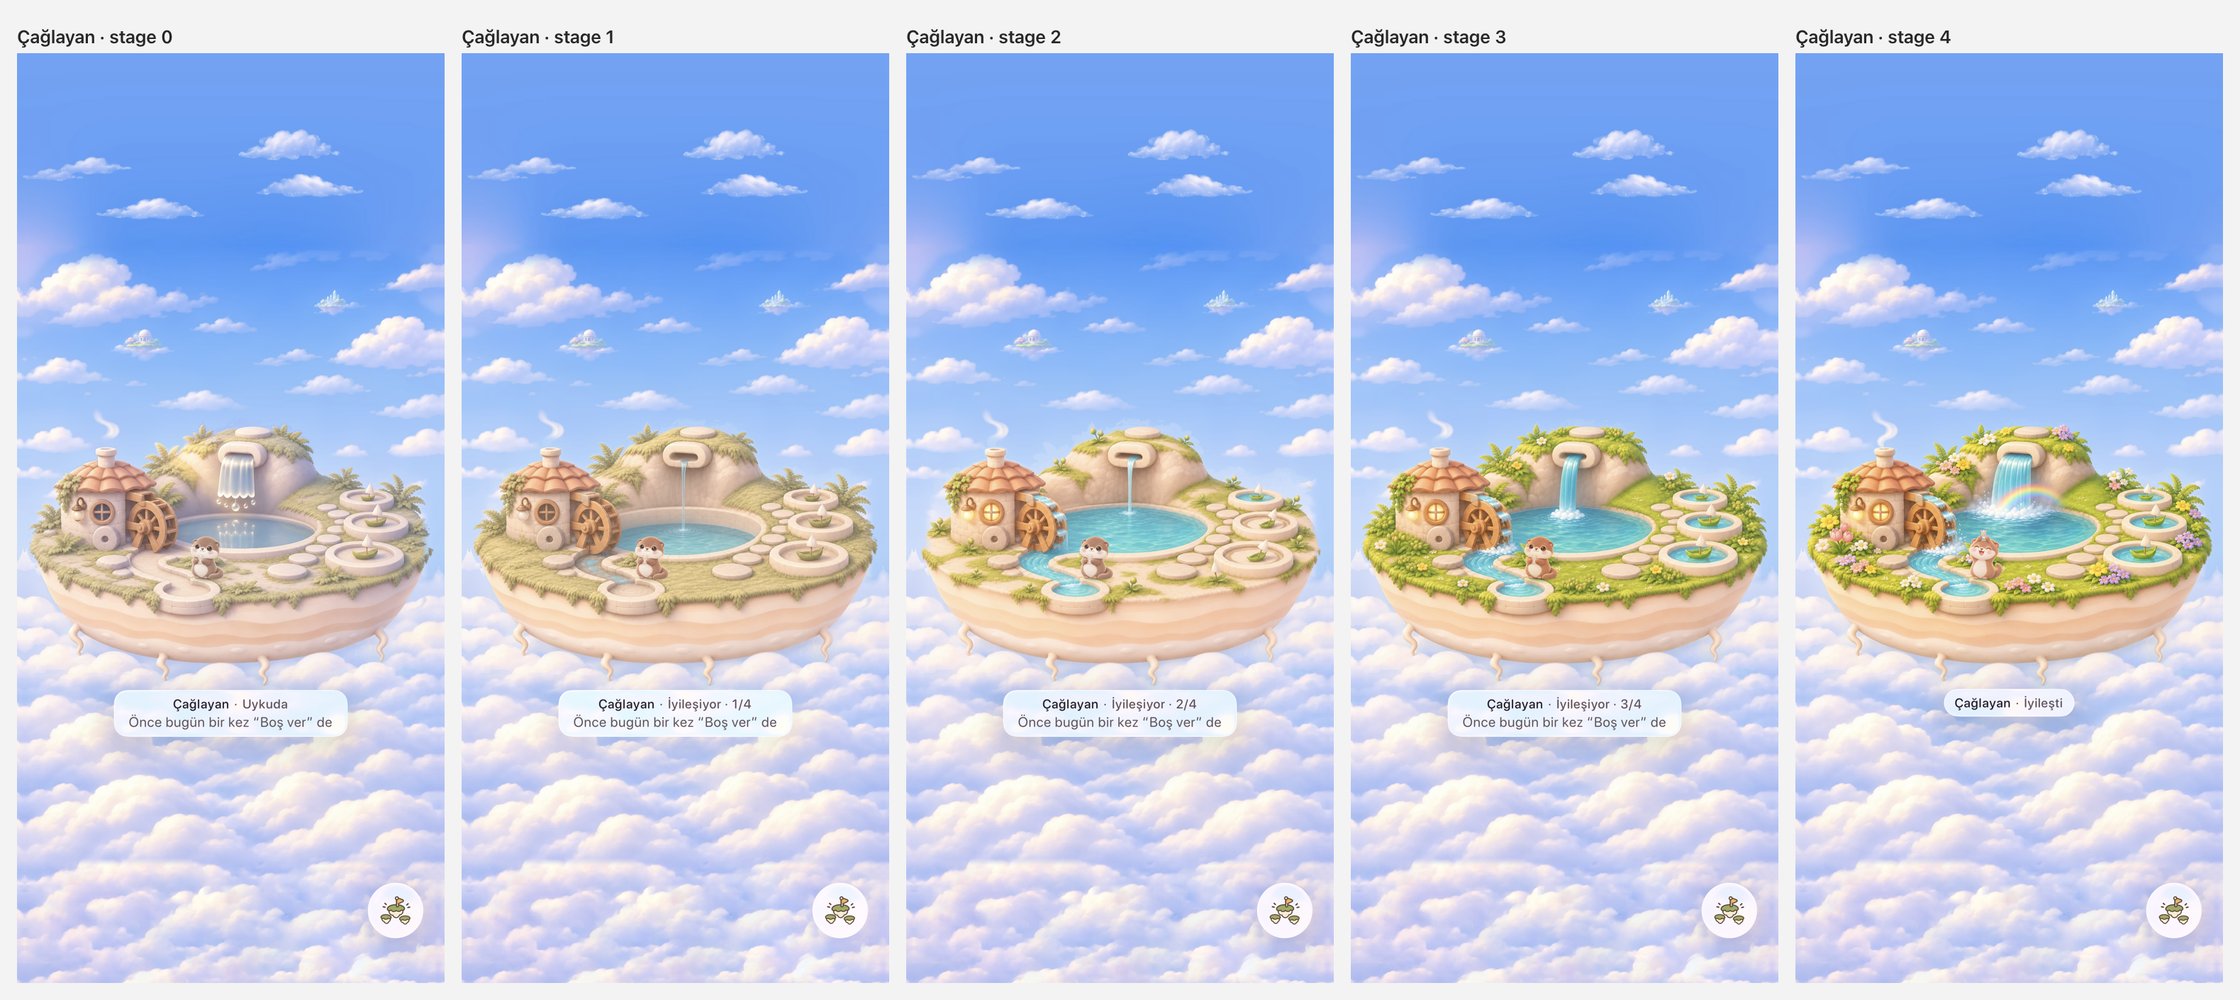 Çağlayan · stage 0
Çağlayan · Uykuda
Önce bugün bir kez “Boş ver” de
Çağlayan · stage 1
Çağlayan · İyileşiyor · 1/4
Önce bugün bir kez “Boş ver” de
Çağlayan · stage 2
Çağlayan · İyileşiyor · 2/4
Önce bugün bir kez “Boş ver” de
Çağlayan · stage 3
Çağlayan · İyileşiyor · 3/4
Önce bugün bir kez “Boş ver” de
Çağlayan · stage 4
Çağlayan · İyileşti